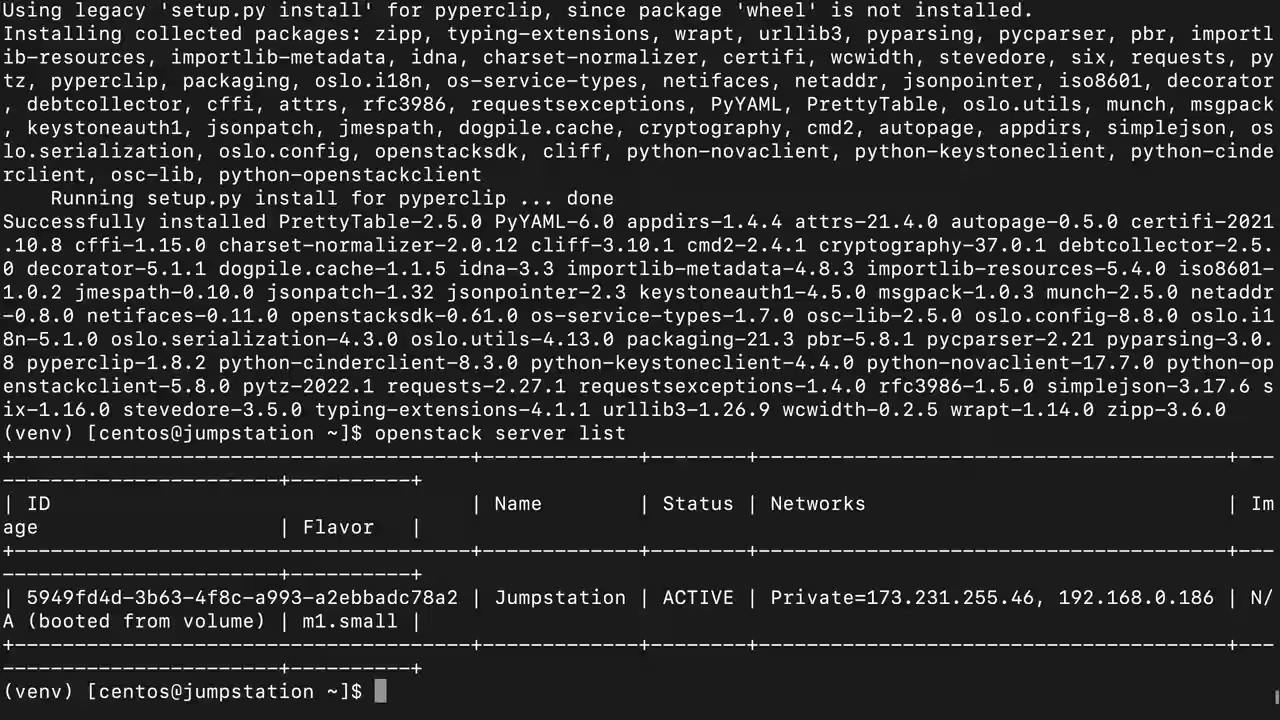 Using legacy 'setup.py install' for pyperclip, since package 'wheel' is not installed.
Installing collected packages: zipp, typing-extensions, wrapt, urllib3, pyparsing, pycparser, pbr, importl
ib-resources, importlib-metadata, idna, charset-normalizer, certifi, wcwidth, stevedore, six, requests, py
tz, pyperclip, packaging, oslo.i18n, os-service-types, netifaces, netaddr, jsonpointer, iso8601, decorator
, debtcollector, cffi, attrs, rfc3986, requestsexceptions, PyYAML, PrettyTable, oslo.utils, munch, msgpack
, keystoneauth1, jsonpatch, jmespath, dogpile.cache, cryptography, cmd2, autopage, appdirs, simplejson, os
lo.serialization, oslo.config, openstacksdk, cliff, python-novaclient, python-keystoneclient, python-cinde
rclient, osc-lib, python-openstackclient
    Running setup.py install for pyperclip ... done
Successfully installed PrettyTable-2.5.0 PyYAML-6.0 appdirs-1.4.4 attrs-21.4.0 autopage-0.5.0 certifi-2021
.10.8 cffi-1.15.0 charset-normalizer-2.0.12 cliff-3.10.1 cmd2-2.4.1 cryptography-37.0.1 debtcollector-2.5.
0 decorator-5.1.1 dogpile.cache-1.1.5 idna-3.3 importlib-metadata-4.8.3 importlib-resources-5.4.0 iso8601-
1.0.2 jmespath-0.10.0 jsonpatch-1.32 jsonpointer-2.3 keystoneauth1-4.5.0 msgpack-1.0.3 munch-2.5.0 netaddr
-0.8.0 netifaces-0.11.0 openstacksdk-0.61.0 os-service-types-1.7.0 osc-lib-2.5.0 oslo.config-8.8.0 oslo.i1
8n-5.1.0 oslo.serialization-4.3.0 oslo.utils-4.13.0 packaging-21.3 pbr-5.8.1 pycparser-2.21 pyparsing-3.0.
8 pyperclip-1.8.2 python-cinderclient-8.3.0 python-keystoneclient-4.4.0 python-novaclient-17.7.0 python-op
enstackclient-5.8.0 pytz-2022.1 requests-2.27.1 requestsexceptions-1.4.0 rfc3986-1.5.0 simplejson-3.17.6 s
ix-1.16.0 stevedore-3.5.0 typing-extensions-4.1.1 urllib3-1.26.9 wcwidth-0.2.5 wrapt-1.14.0 zipp-3.6.0
(venv) [centos@jumpstation ~]$ openstack server list
+--------------------------------------+-------------+--------+---------------------------------------+---
-----------------------+----------+
| ID                                   | Name        | Status | Networks                              | Im
age                    | Flavor   |
+--------------------------------------+-------------+--------+---------------------------------------+---
-----------------------+----------+
| 5949fd4d-3b63-4f8c-a993-a2ebbadc78a2 | Jumpstation | ACTIVE | Private=173.231.255.46, 192.168.0.186 | N/
A (booted from volume) | m1.small |
+--------------------------------------+-------------+--------+---------------------------------------+---
-----------------------+----------+
(venv) [centos@jumpstation ~]$